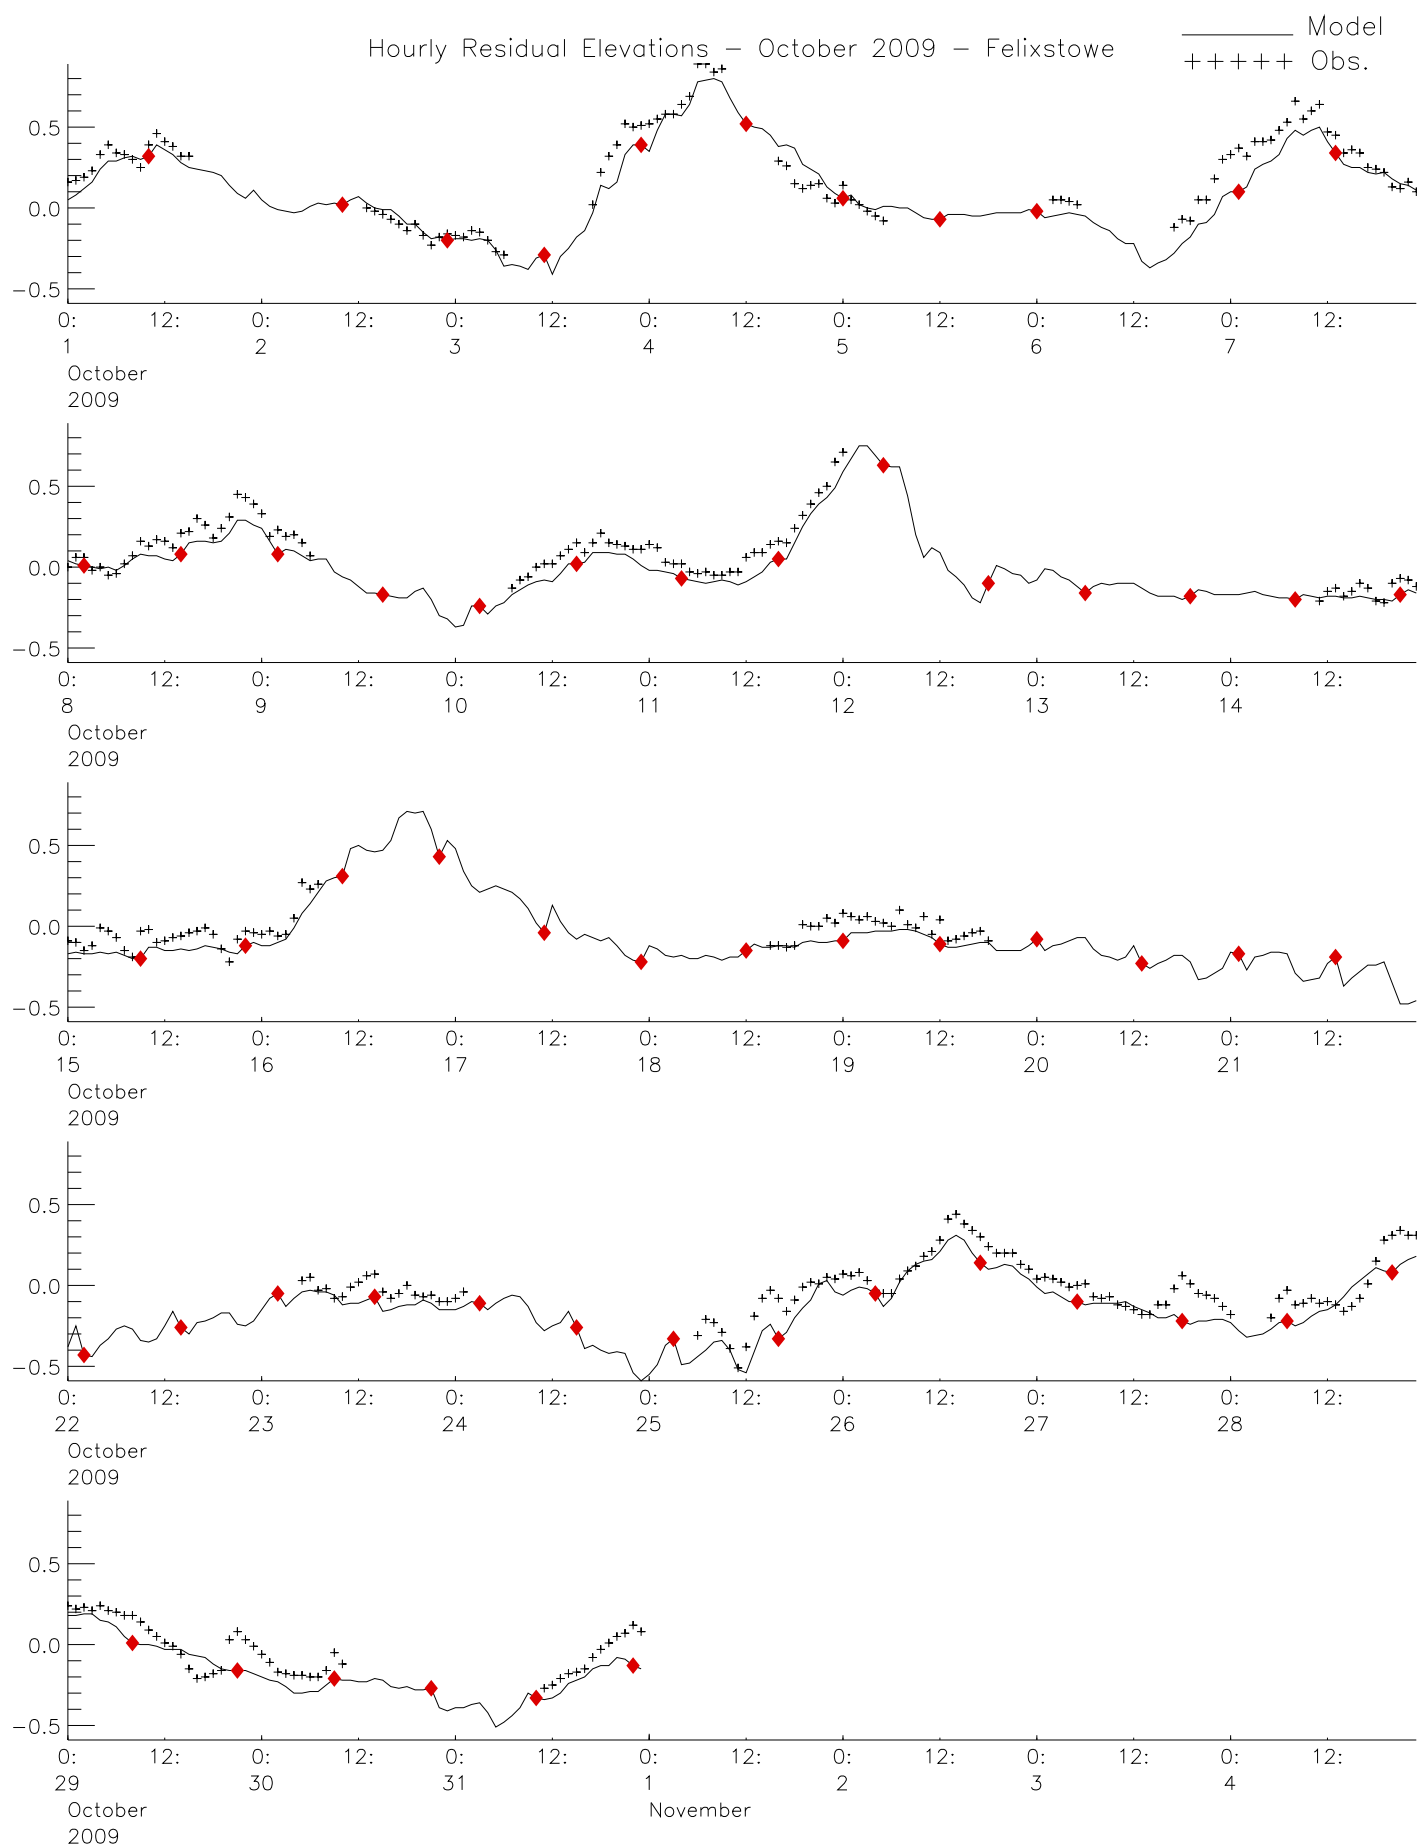 Hourly Residual Elevations – October 2009 – Felixstowe
Model
+++++ Obs.
0.5
0.0
−0.5
0: 12: 0: 12: 0: 12: 0: 12: 0: 12: 0: 12: 0: 12:
1 2 3 4 5 6 7
October
2009
0.5
0.0
−0.5
0: 12: 0: 12: 0: 12: 0: 12: 0: 12: 0: 12: 0: 12:
8 9 10 11 12 13 14
October
2009
0.5
0.0
−0.5
0: 12: 0: 12: 0: 12: 0: 12: 0: 12: 0: 12: 0: 12:
15 16 17 18 19 20 21
October
2009
0.5
0.0
−0.5
0: 12: 0: 12: 0: 12: 0: 12: 0: 12: 0: 12: 0: 12:
22 23 24 25 26 27 28
October
2009
0.5
0.0
−0.5
0: 12: 0: 12: 0: 12: 0: 12: 0: 12: 0: 12: 0: 12:
29 30 31 1 2 3 4
October November
2009